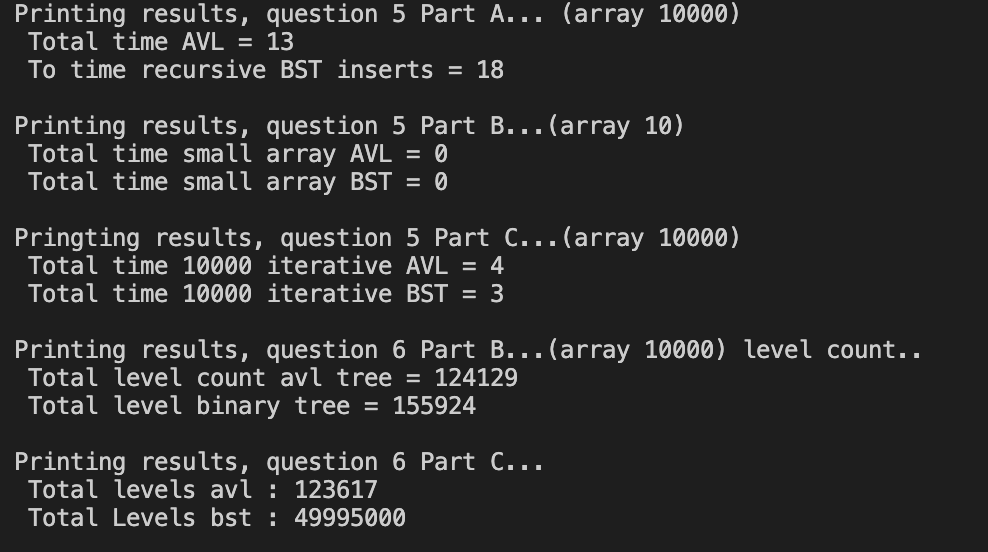 Printing results, question 5 Part A... (array 10000)
Total time AVL = 13
To time recursive BST inserts = 18
Printing results, question 5 Part B...(array 10)
Total time small array AVL = 0
Total time small array BST = 0
Pringting results, question 5 Part C...(array 10000)
Total time 10000 iterative AVL = 4
Total time 10000 iterative BST = 3
Printing results, question 6 Part B...(array 10000) level count..
Total level count avl tree = 124129
Total level binary tree = 155924
Printing results, question 6 Part C...
Total levels avl : 123617
Total Levels bst : 49995000